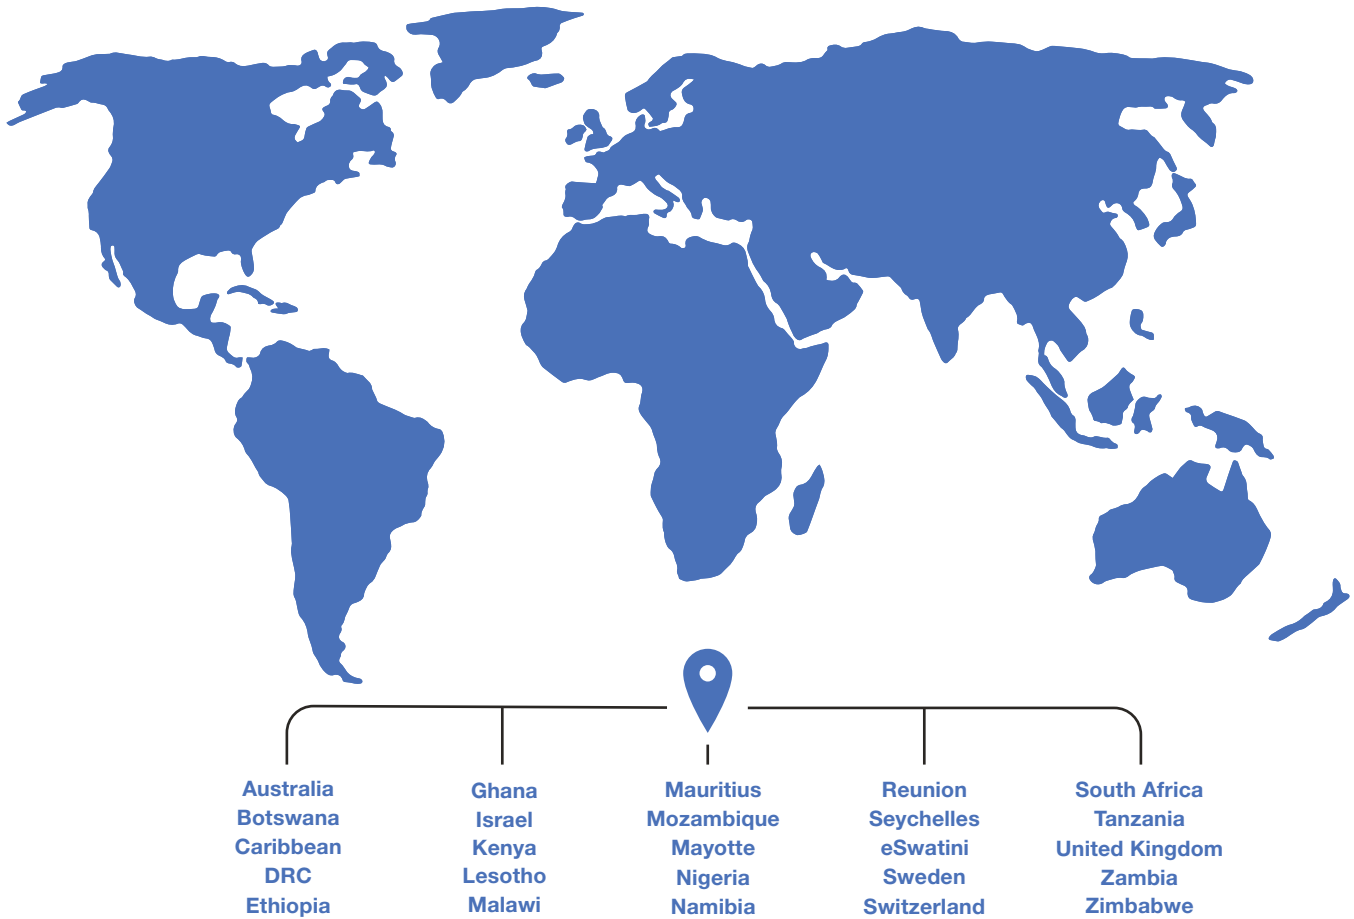 Australia
Botswana
Caribbean
DRC
Ethiopia
Ghana
Israel
Kenya
Lesotho
Malawi
Mauritius
Mozambique
Mayotte
Nigeria
Namibia
Reunion
Seychelles
eSwatini
Sweden
Switzerland
South Africa
Tanzania
United Kingdom
Zambia
Zimbabwe